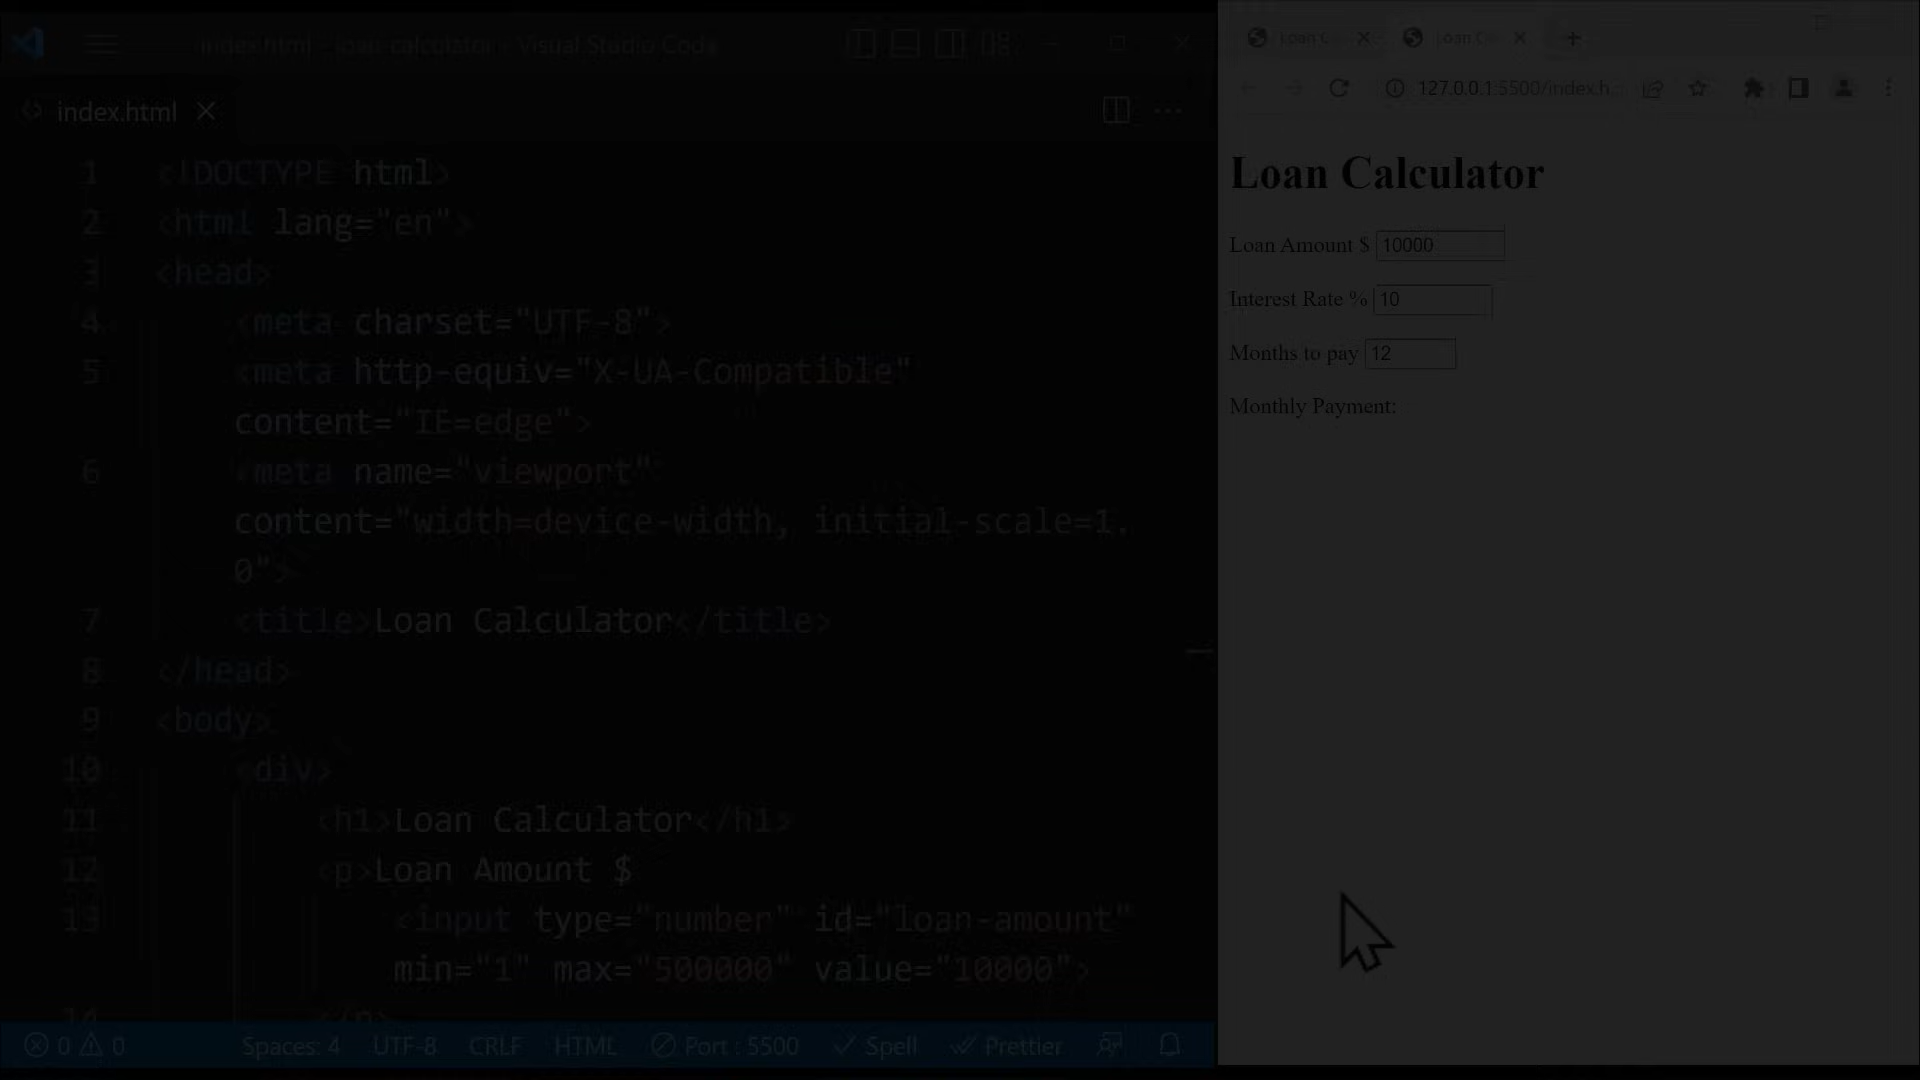 index.html - loan-calculator - Visual Studio Code
index.html
1 <!DOCTYPE html>
2 <html lang="en">
3 <head>
4 <meta charset="UTF-8">
5 <meta http-equiv="X-UA-Compatible"
content="IE=edge">
6 <meta name="viewport"
content="width=device-width, initial-scale=1.
0">
7 <title>Loan Calculator</title>
8 </head>
9 <body>
10 <div>
11 <h1>Loan Calculator</h1>
12 <p>Loan Amount $
13 <input type="number" id="loan-amount"
min="1" max="500000" value="10000">
14 </p>
0 0 Spaces: 4 UTF-8 CRLF HTML Port : 5500 Spell Prettier
Loan C Loan C
127.0.0.1:5500/index.h...
Loan Calculator
Loan Amount $ 10000
Interest Rate % 10
Months to pay 12
Monthly Payment: